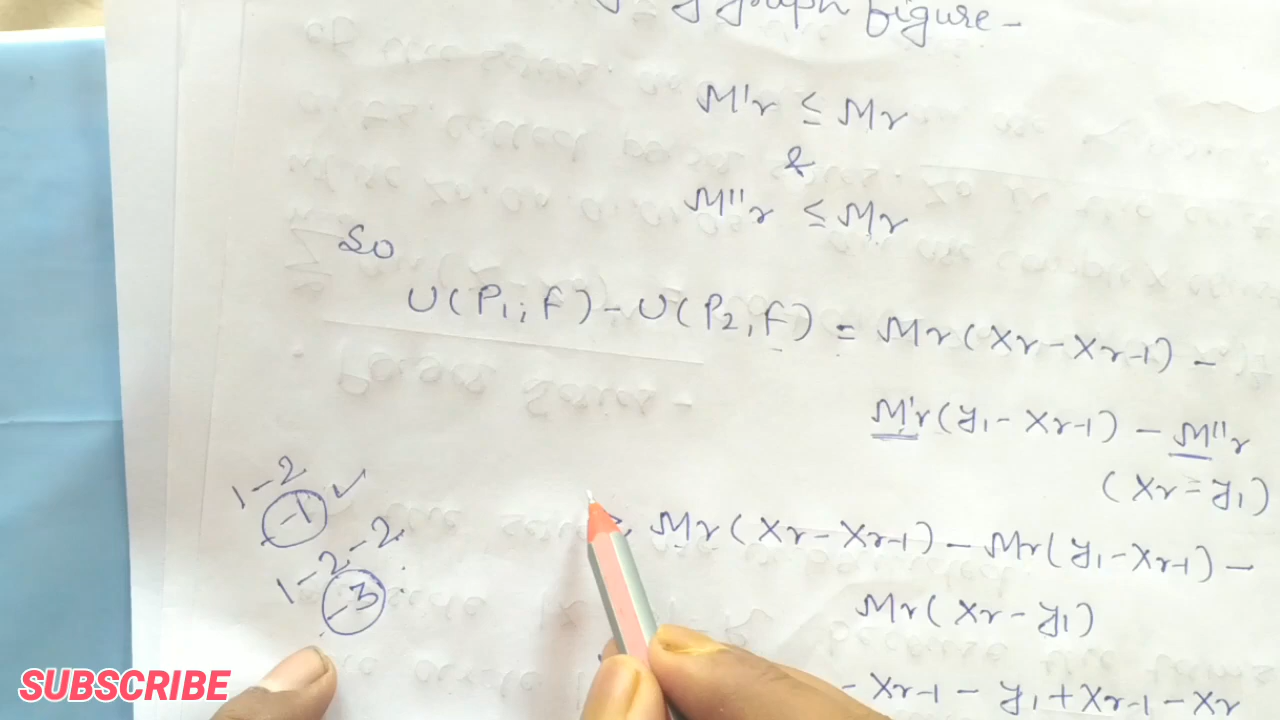 graph figure -
M'r ≤ Mr
&
M''r ≤ Mr
So
U(P1; f) - U(P2, f) = Mr(xr - xr-1) -
M'r(y1 - xr-1) - M''r
(xr = y1)
Mr(xr - xr-1) - Mr(y1 - xr-1) -
Mr(xr - y1)
- xr-1 - y1 + xr-1 - xr
1-2
-1 ✓
1-2-2
-3
SUBSCRIBE